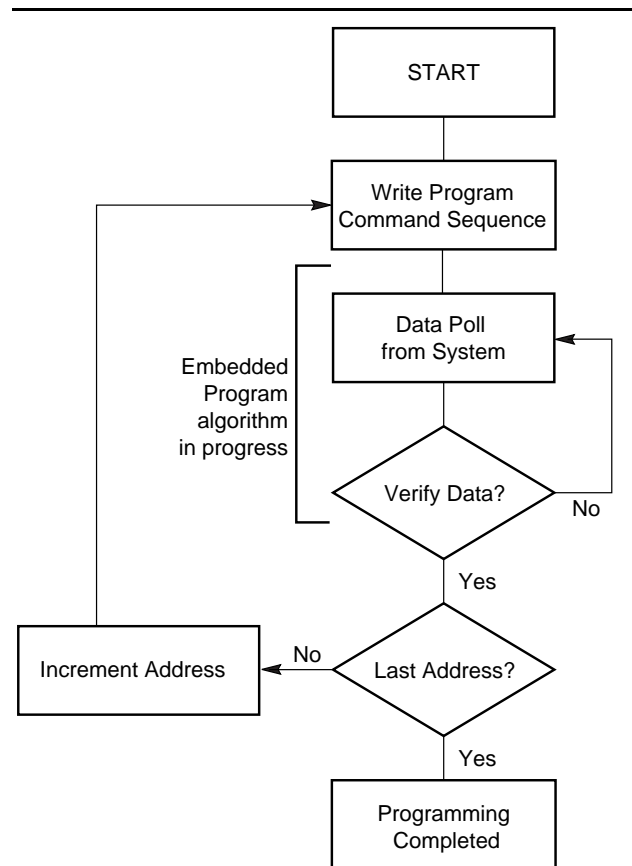 START
Write Program
Command Sequence
Data Poll
from System
Embedded
Program
algorithm
in progress
Verify Data?
No
Yes
No
Increment Address
Last Address?
Yes
Programming
Completed